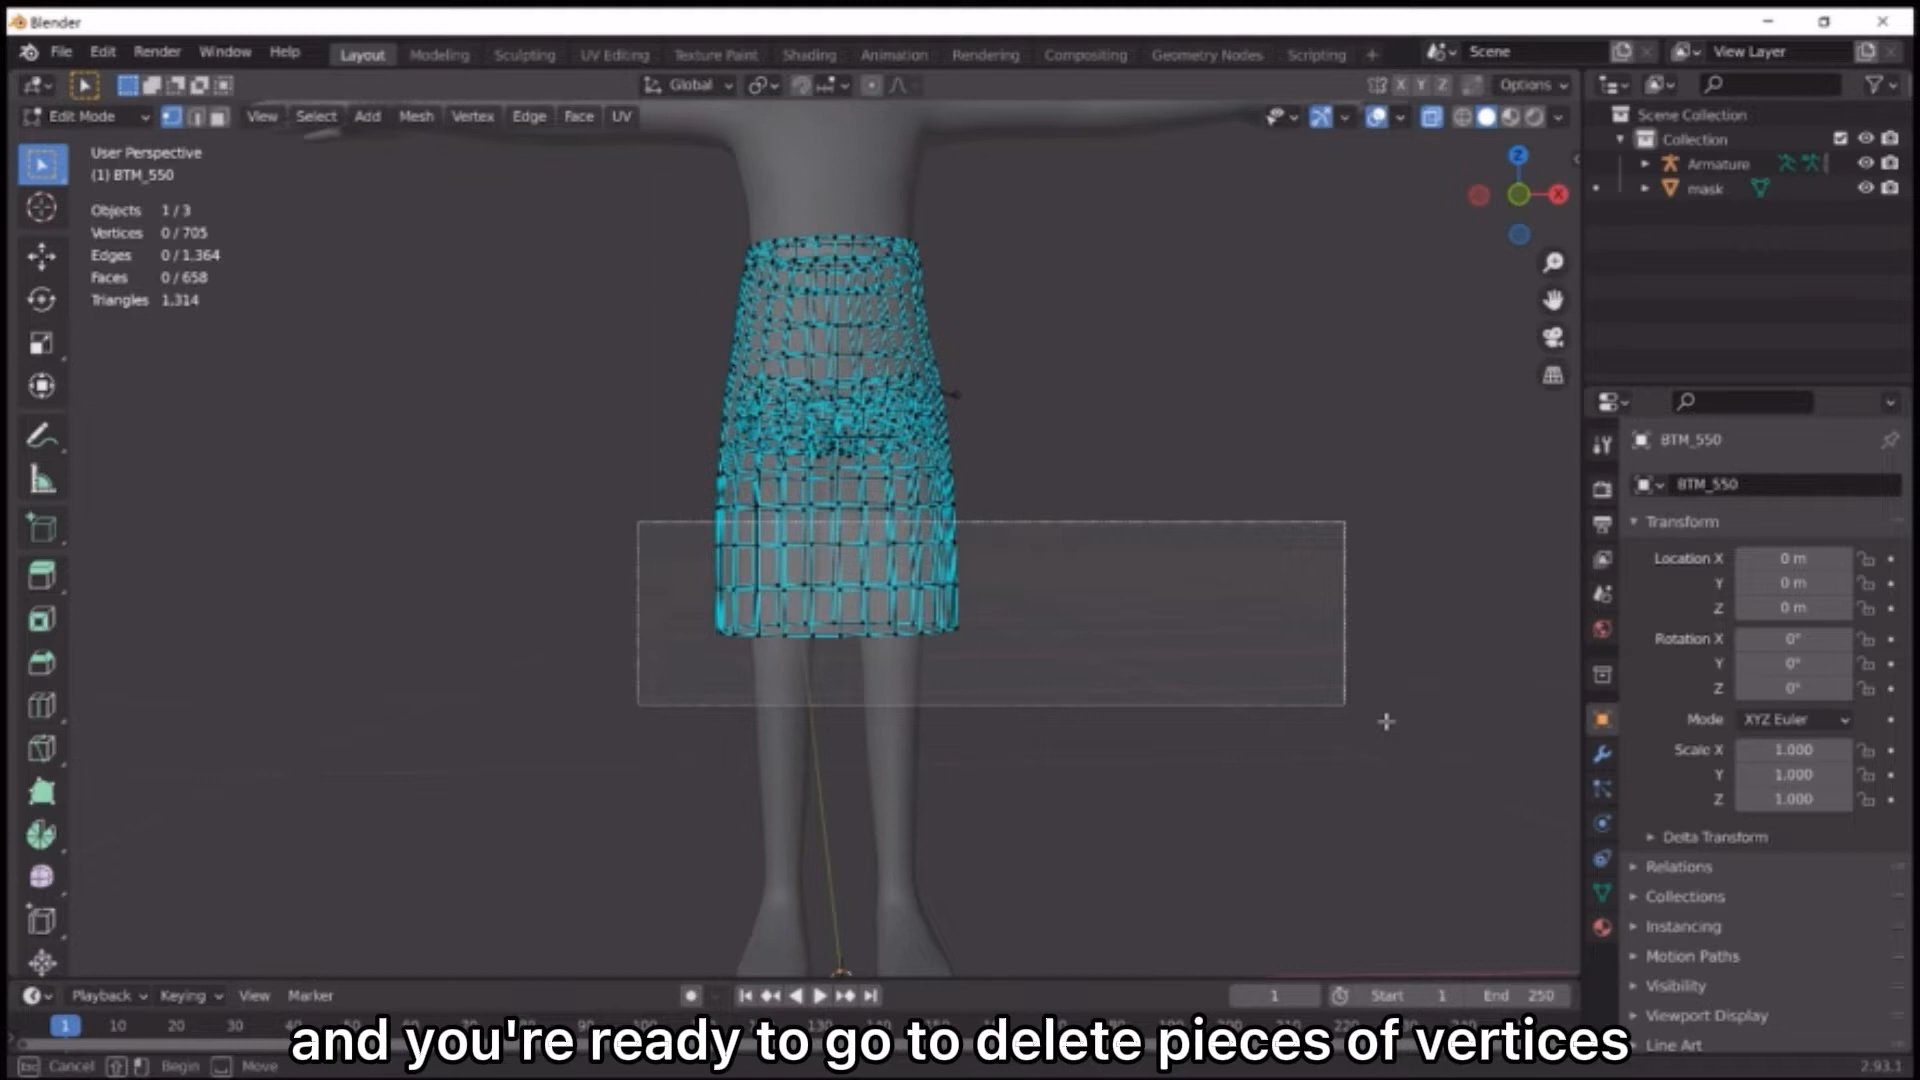 Blender
File Edit Render Window Help Layout Modeling Sculpting UV Editing Texture Paint Shading Animation Rendering Compositing Geometry Nodes Scripting + Scene View Layer
Global X Y Z Options
Edit Mode View Select Add Mesh Vertex Edge Face UV
User Perspective
(1) BTM_550
Objects 1 / 3
Vertices 0 / 705
Edges 0 / 1,364
Faces 0 / 658
Triangles 1,314
Z
X
Scene Collection
Collection
Armature
mask
BTM_550
BTM_550
Transform
Location X 0 m
Y 0 m
Z 0 m
Rotation X 0°
Y 0°
Z 0°
Mode XYZ Euler
Scale X 1.000
Y 1.000
Z 1.000
Delta Transform
Relations
Collections
Instancing
Motion Paths
Visibility
Viewport Display
Line Art
Playback Keying View Marker 1 Start 1 End 250
1 10 20 30
and you're ready to go to delete pieces of vertices
Esc Cancel Begin Move 2.93.1